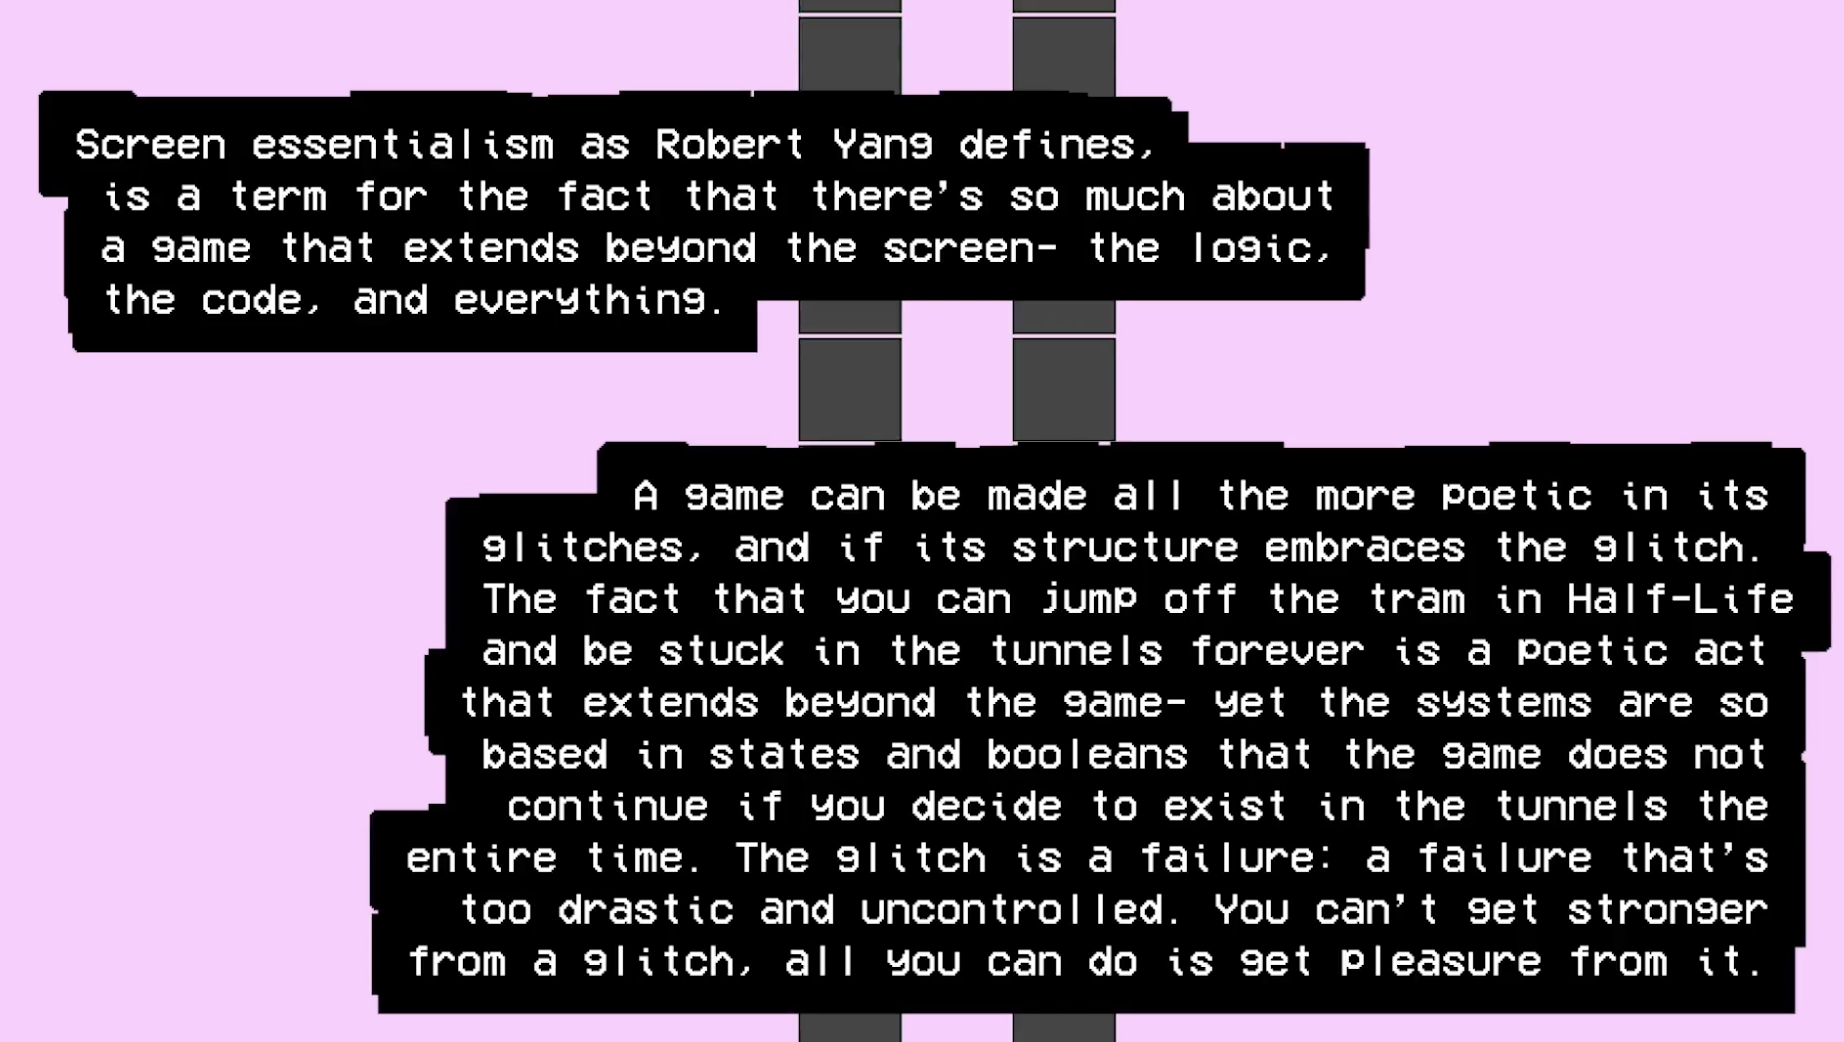 Screen essentialism as Robert Yang defines,
is a term for the fact that there's so much about
a game that extends beyond the screen- the logic,
the code, and everything.
A game can be made all the more poetic in its
glitches, and if its structure embraces the glitch.
The fact that you can jump off the tram in Half-Life
and be stuck in the tunnels forever is a poetic act
that extends beyond the game- yet the systems are so
based in states and booleans that the game does not
continue if you decide to exist in the tunnels the
entire time. The glitch is a failure: a failure that's
too drastic and uncontrolled. You can't get stronger
from a glitch, all you can do is get pleasure from it.